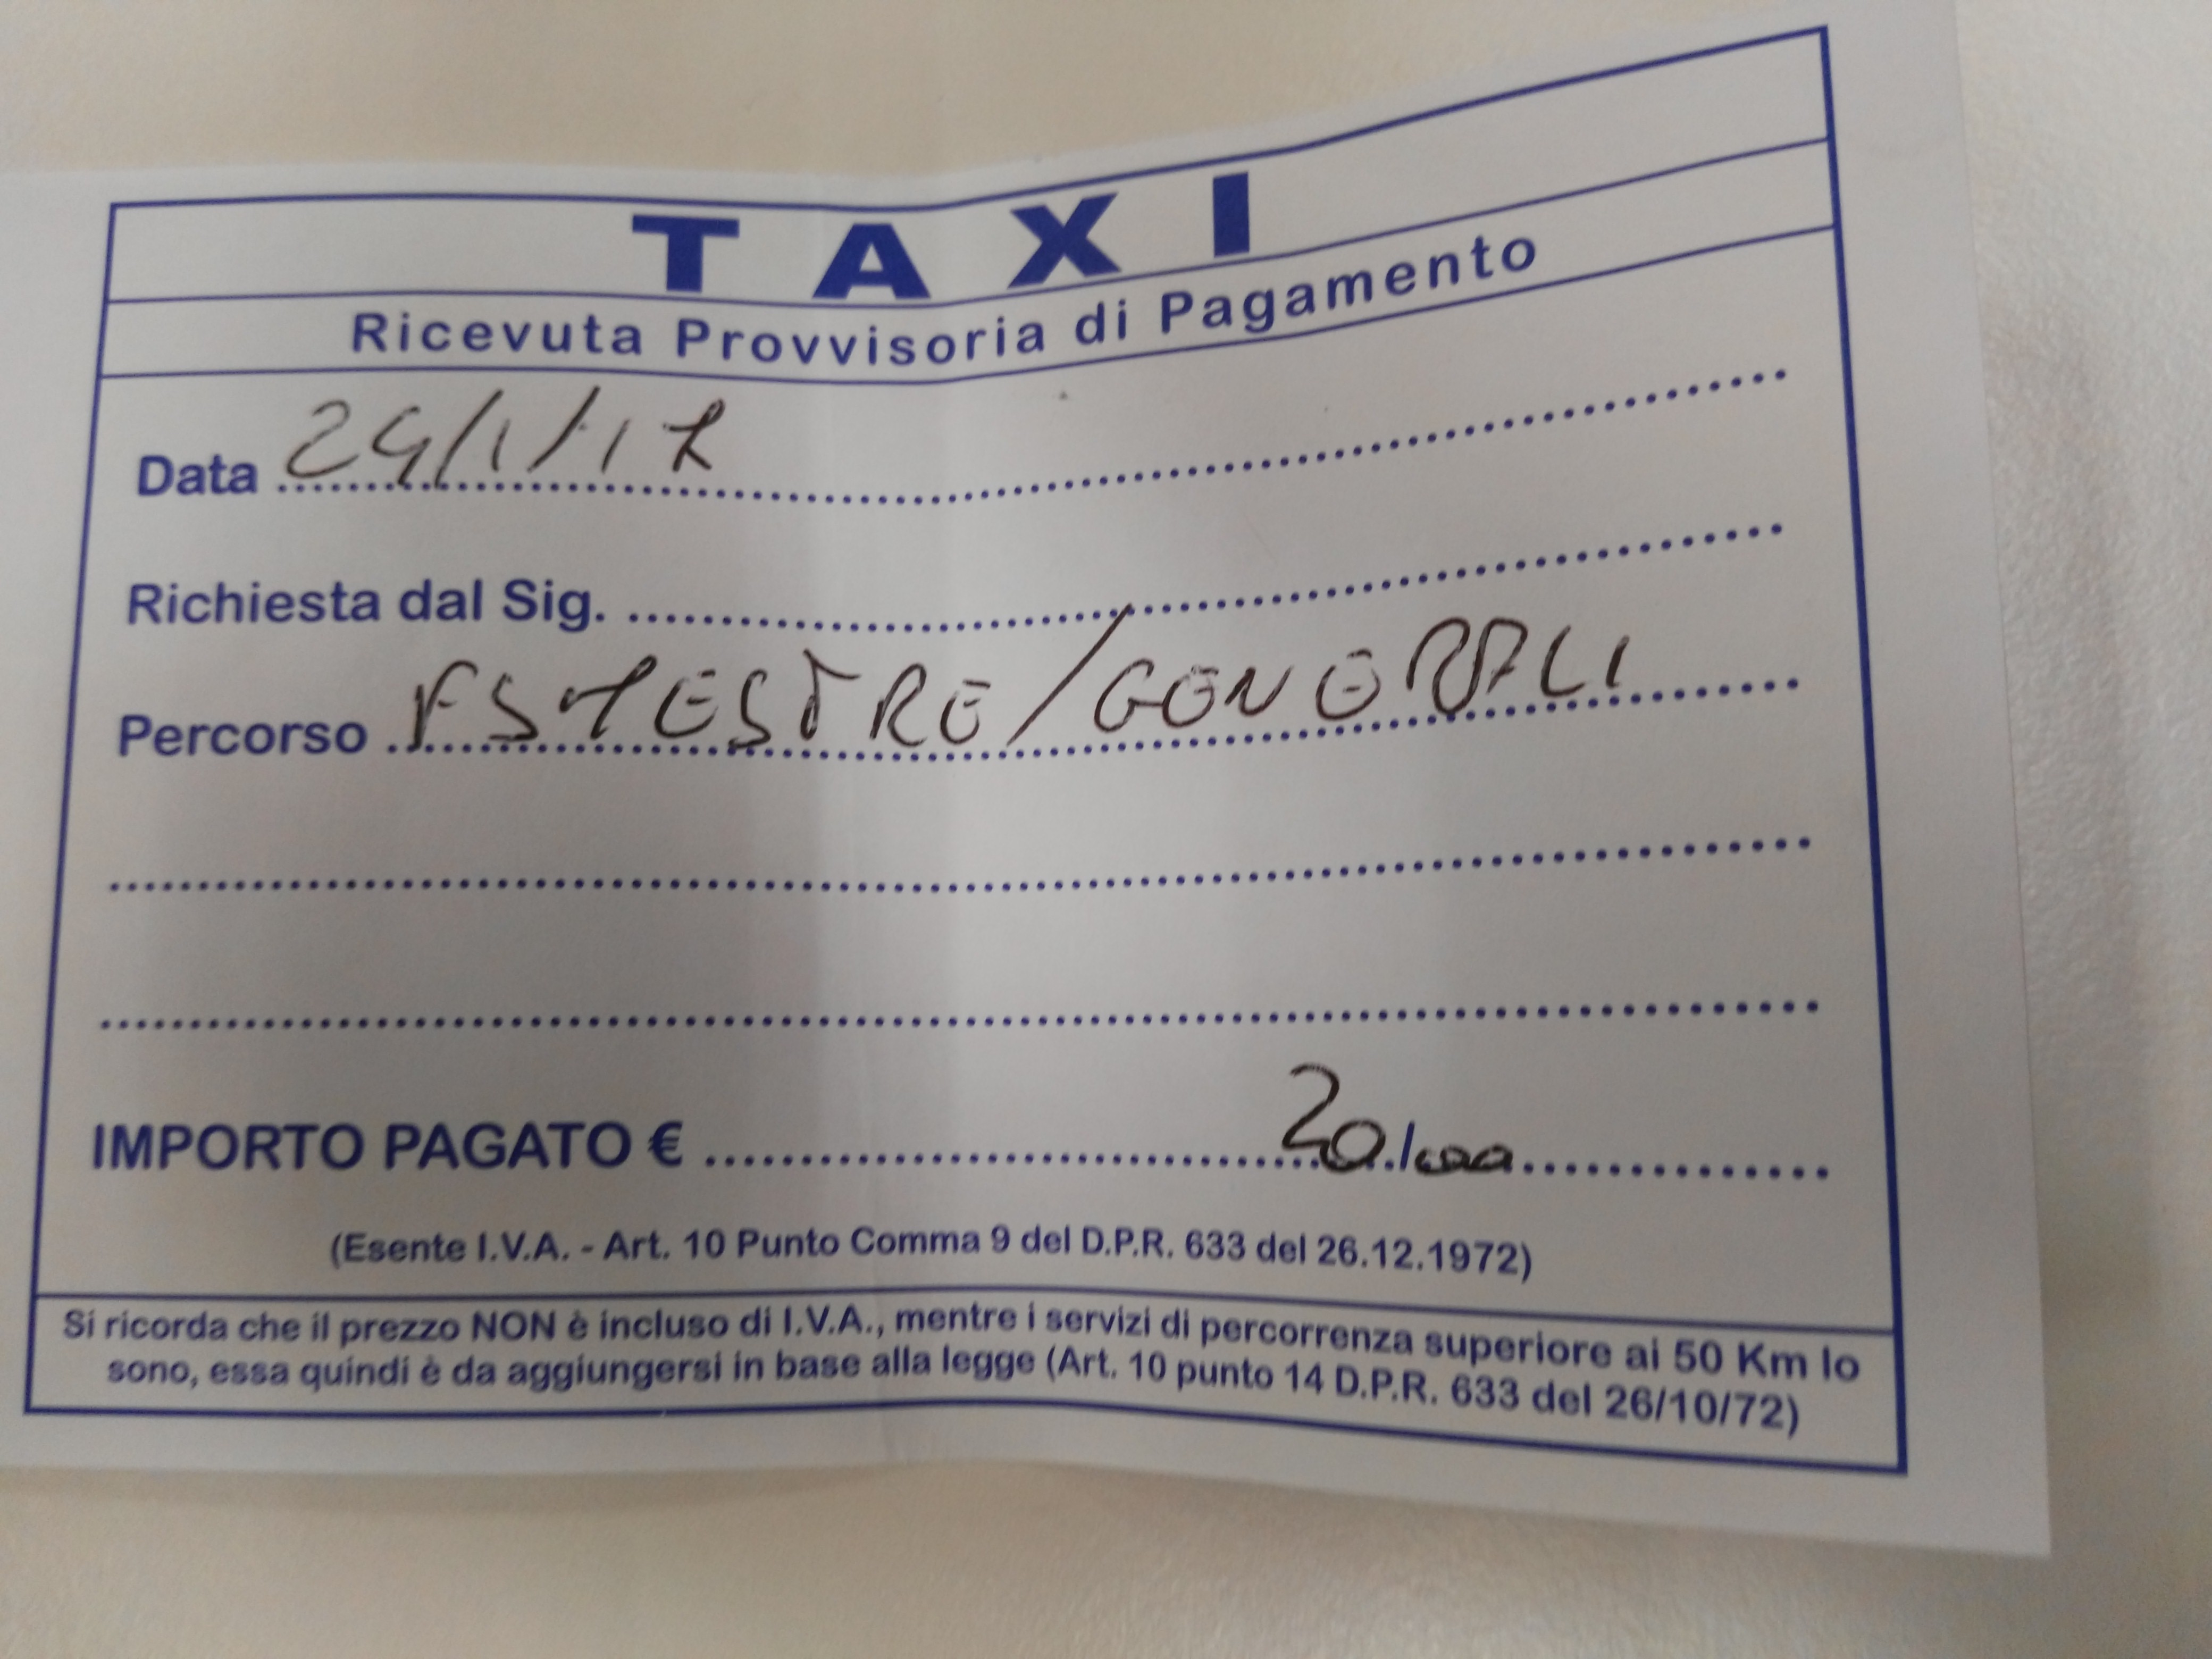 TAXI
Ricevuta Provvisoria di Pagamento
Data 24/1/17
Richiesta dal Sig.
Percorso FS MESTRE/GENERALI
IMPORTO PAGATO € 20/000
(Esente I.V.A. - Art. 10 Punto Comma 9 del D.P.R. 633 del 26.12.1972)
Si ricorda che il prezzo NON è incluso di I.V.A., mentre i servizi di percorrenza superiore ai 50 Km lo
sono, essa quindi è da aggiungersi in base alla legge (Art. 10 punto 14 D.P.R. 633 del 26/10/72)